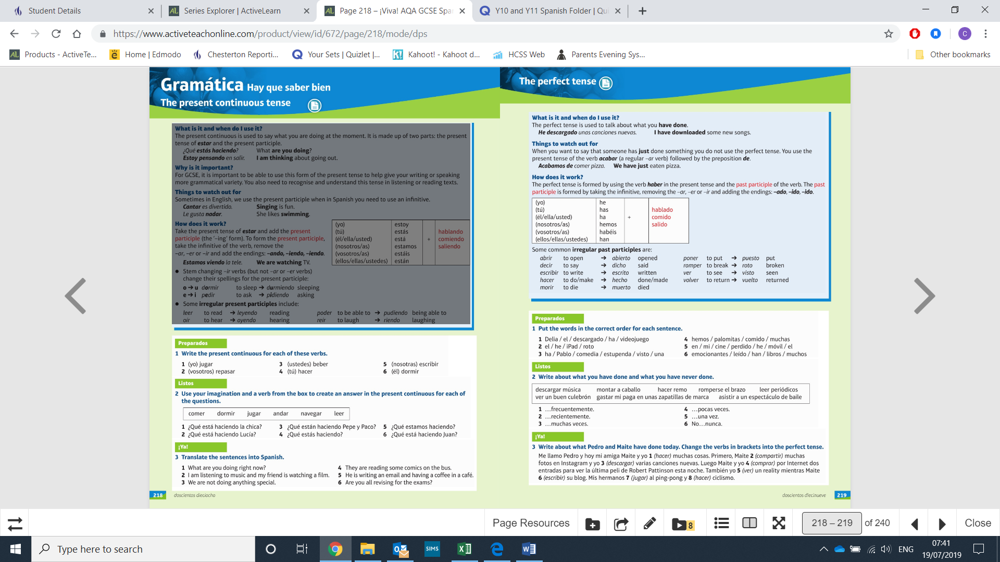 Student Details
Series Explorer | ActiveLearn
Page 218 – ¡Viva! AQA GCSE Spa
Y10 and Y11 Spanish Folder | Qui
https://www.activeteachonline.com/product/view/id/672/page/218/mode/dps
C
Products - ActiveTe...
Home | Edmodo
Chesterton Reporti...
Your Sets | Quizlet |...
Kahoot! - Kahoot d...
HCSS Web
Parents Evening Sys...
Other bookmarks
Gramática Hay que saber bien
The present continuous tense
What is it and when do I use it?
The present continuous is used to say what you are doing at the moment. It is made up of two parts: the present
tense of estar and the present participle.
¿Qué estás haciendo? What are you doing?
Estoy pensando en salir. I am thinking about going out.
Why is it important?
For GCSE, it is important to be able to use this form of the present tense to help give your writing or speaking
more grammatical variety. You also need to recognise and understand this tense in listening or reading texts.
Things to watch out for
Sometimes in English, we use the present participle when in Spanish you need to use an infinitive.
Cantar es divertido. Singing is fun.
Le gusta nadar. She likes swimming.
How does it work?
Take the present tense of estar and add the present
participle (the '–ing' form). To form the present participle,
take the infinitive of the verb, remove the
–ar, –er or –ir and add the endings: –ando, –iendo, –iendo.
Estamos viendo la tele. We are watching TV.
(yo) estoy
(tú) estás hablando
(él/ella/usted) está + comiendo
(nosotros/as) estamos saliendo
(vosotros/as) estáis
(ellos/ellas/ustedes) están
● Stem changing –ir verbs (but not –ar or –er verbs)
change their spellings for the present participle:
o → u dormir to sleep → durmiendo sleeping
e → i pedir to ask → pidiendo asking
● Some irregular present participles include:
leer to read → leyendo reading poder to be able to → pudiendo being able to
oír to hear → oyendo hearing reír to laugh → riendo laughing
Preparados
1 Write the present continuous for each of these verbs.
1 (yo) jugar 3 (ustedes) beber 5 (nosotras) escribir
2 (vosotros) repasar 4 (tú) hacer 6 (él) dormir
Listos
2 Use your imagination and a verb from the box to create an answer in the present continuous for each of
the questions.
comer dormir jugar andar navegar leer
1 ¿Qué está haciendo la chica? 3 ¿Qué están haciendo Pepe y Paco? 5 ¿Qué estamos haciendo?
2 ¿Qué está haciendo Lucía? 4 ¿Qué estás haciendo? 6 ¿Qué está haciendo Juan?
¡Ya!
3 Translate the sentences into Spanish.
1 What are you doing right now? 4 They are reading some comics on the bus.
2 I am listening to music and my friend is watching a film. 5 He is writing an email and having a coffee in a café.
3 We are not doing anything special. 6 Are you all revising for the exams?
218 doscientos dieciocho
The perfect tense
What is it and when do I use it?
The perfect tense is used to talk about what you have done.
He descargado unas canciones nuevas. I have downloaded some new songs.
Things to watch out for
When you want to say that someone has just done something you do not use the perfect tense. You use the
present tense of the verb acabar (a regular –ar verb) followed by the preposition de.
Acabamos de comer pizza. We have just eaten pizza.
How does it work?
The perfect tense is formed by using the verb haber in the present tense and the past participle of the verb. The past
participle is formed by taking the infinitive, removing the –ar, –er or –ir and adding the endings: –ado, –ido, –ido.
(yo) he
(tú) has hablado
(él/ella/usted) ha + comido
(nosotros/as) hemos salido
(vosotros/as) habéis
(ellos/ellas/ustedes) han
Some common irregular past participles are:
abrir to open → abierto opened poner to put → puesto put
decir to say → dicho said romper to break → roto broken
escribir to write → escrito written ver to see → visto seen
hacer to do/make → hecho done/made volver to return → vuelto returned
morir to die → muerto died
Preparados
1 Put the words in the correct order for each sentence.
1 Delia / el / descargado / ha / videojuego 4 hemos / palomitas / comido / muchas
2 el / he / iPad / roto 5 en / mi / cine / perdido / he / móvil / el
3 ha / Pablo / comedia / estupenda / visto / una 6 emocionantes / leído / han / libros / muchos
Listos
2 Write about what you have done and what you have never done.
descargar música montar a caballo hacer remo romperse el brazo leer periódicos
ver un buen culebrón gastar mi paga en unas zapatillas de marca asistir a un espectáculo de baile
1 …frecuentemente. 4 …pocas veces.
2 …recientemente. 5 …una vez.
3 …muchas veces. 6 No…nunca.
¡Ya!
3 Write about what Pedro and Maite have done today. Change the verbs in brackets into the perfect tense.
Me llamo Pedro y hoy mi amiga Maite y yo 1 (hacer) muchas cosas. Primero, Maite 2 (compartir) muchas
fotos en Instagram y yo 3 (descargar) varias canciones nuevas. Luego Maite y yo 4 (comprar) por Internet dos
entradas para ver la última peli de Robert Pattinson esta noche. También yo 5 (ver) un reality mientras Maite
6 (escribir) su blog. Mis hermanos 7 (jugar) al ping-pong y 8 (hacer) ciclismo.
doscientos diecinueve 219
Page Resources
8
218 – 219 of 240
Close
Type here to search
SIMS
ENG
07:41
19/07/2019